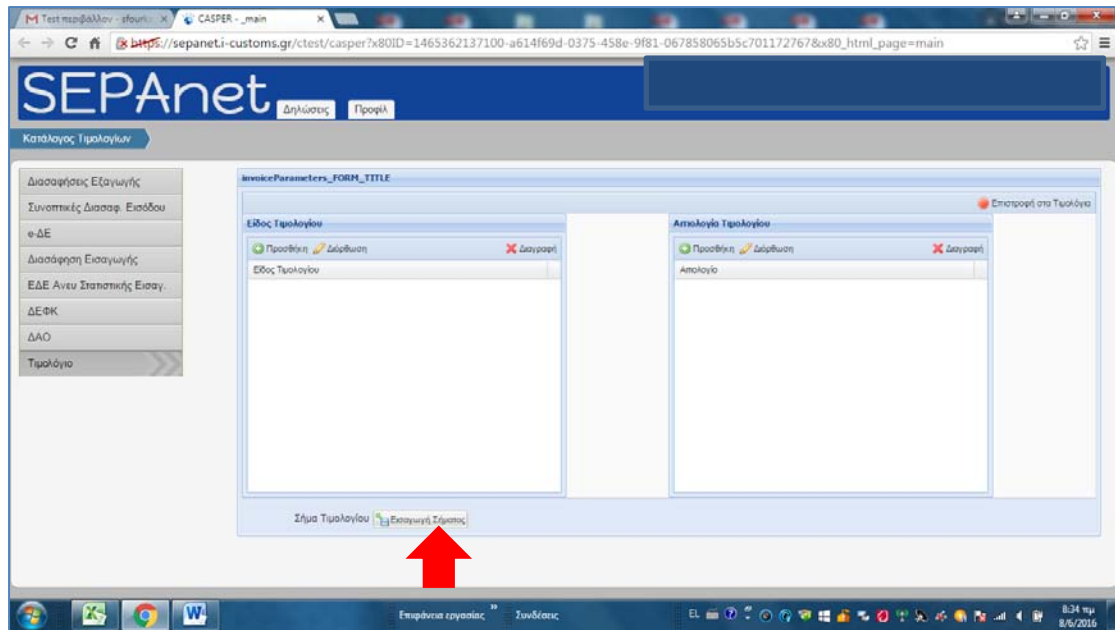 Test περιβάλλον - sfouri
CASPER - _main
https://sepanet.i-customs.gr/ctest/casper?x80ID=1465362137100-a614f69d-0375-458e-9f81-067858065b5c701172767&x80_html_page=main
SEPAnet
Δηλώσεις Προφίλ
Κατάλογος Τιμολογίων
Διασαφήσεις Εξαγωγής
Συνοπτικές Διασαφ. Εισόδου
e-ΔΕ
Διασάφηση Εισαγωγής
ΕΔΕ Ανευ Στατιστικής Εισαγ.
ΔΕΦΚ
ΔΑΟ
Τιμολόγιο
invoiceParameters_FORM_TITLE
Επιστροφή στα Τιμολόγια
Είδος Τιμολογίου
Προσθήκη Διόρθωση Διαγραφή
Είδος Τιμολογίου
Αιτιολογία Τιμολογίου
Προσθήκη Διόρθωση Διαγραφή
Αιτιολογία
Σήμα Τιμολογίου Εισαγωγή Σήματος
Επιφάνεια εργασίας » Συνδέσεις
EL
8:34 πμ
8/6/2016